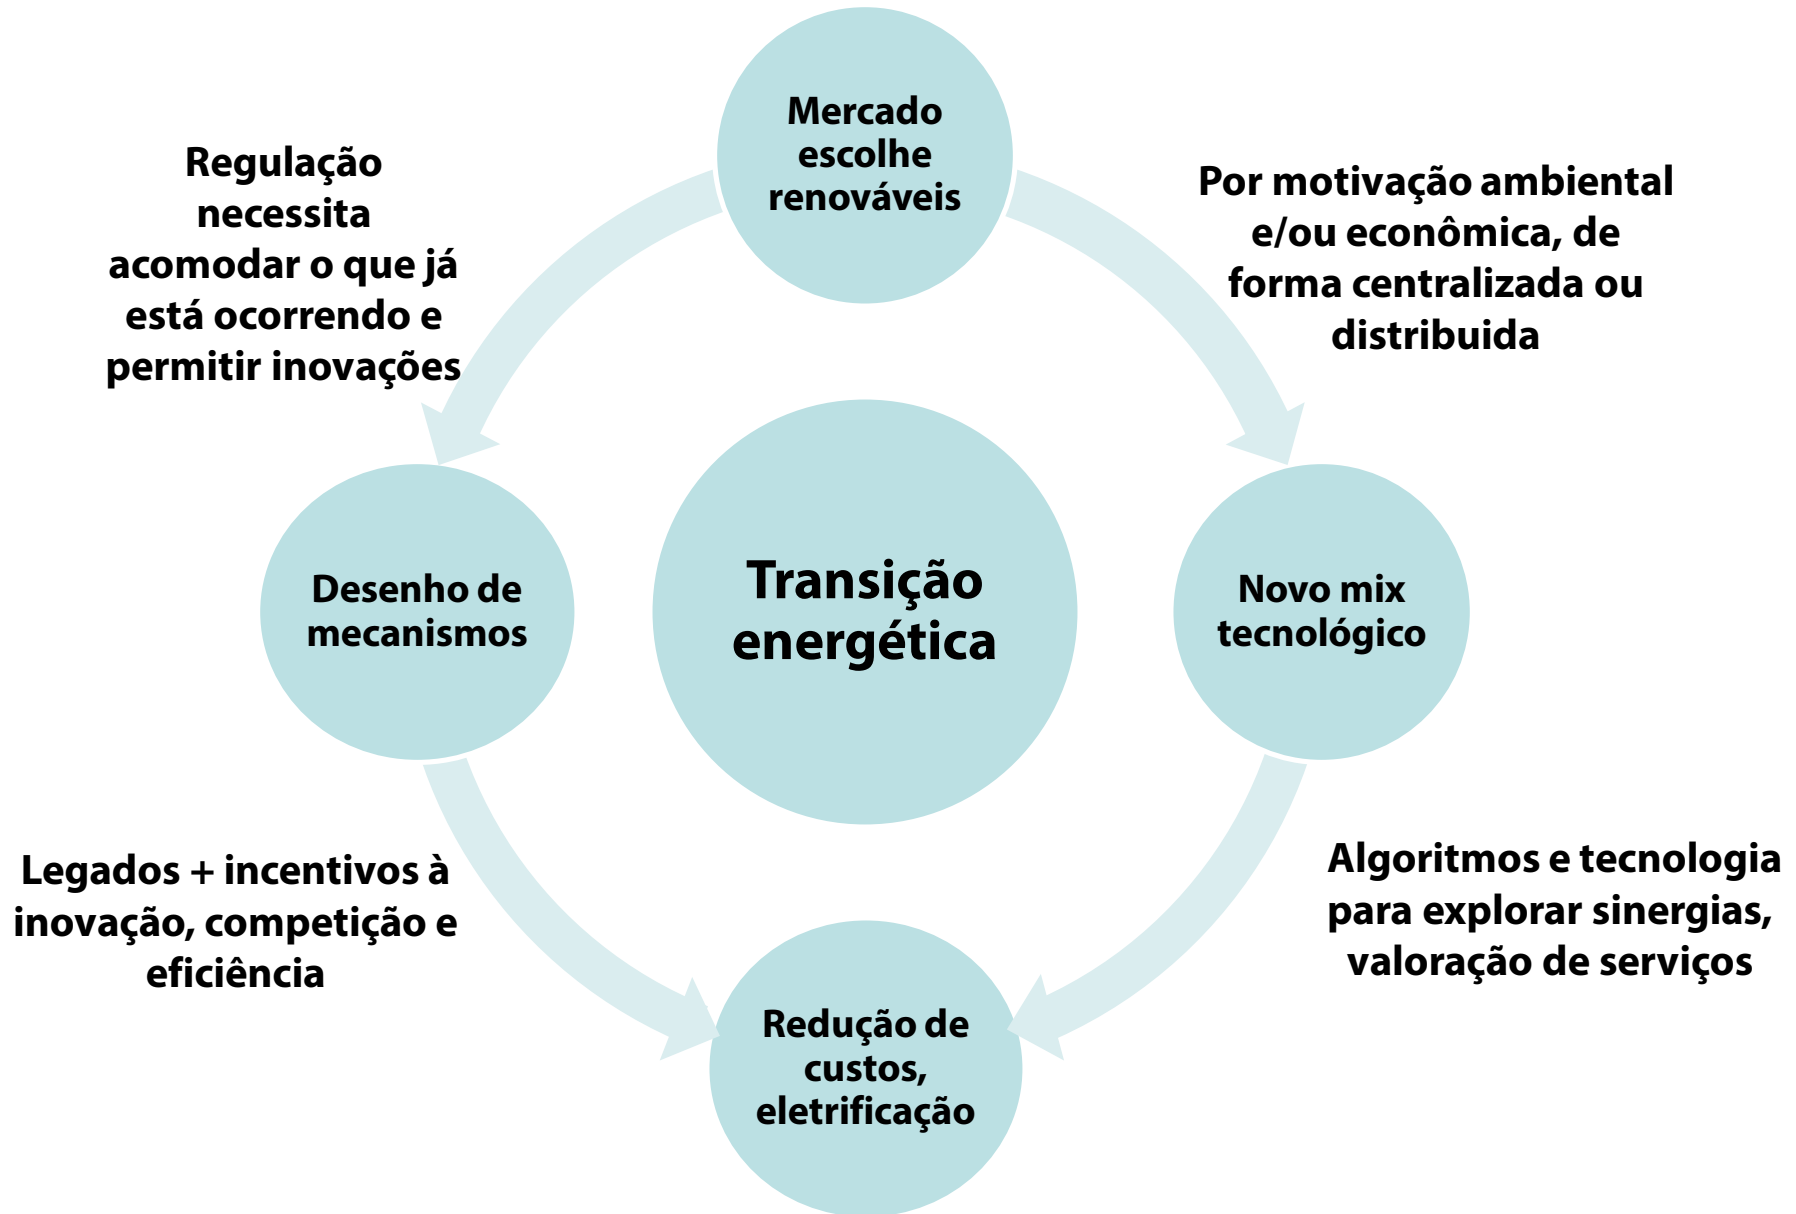 Mercado
escolhe
renováveis
Regulação
necessita
acomodar o que já
está ocorrendo e
permitir inovações
Por motivação ambiental
e/ou econômica, de
forma centralizada ou
distribuida
Desenho de
mecanismos
Transição
energética
Novo mix
tecnológico
Legados + incentivos à
inovação, competição e
eficiência
Algoritmos e tecnologia
para explorar sinergias,
valoração de serviços
Redução de
custos,
eletrificação